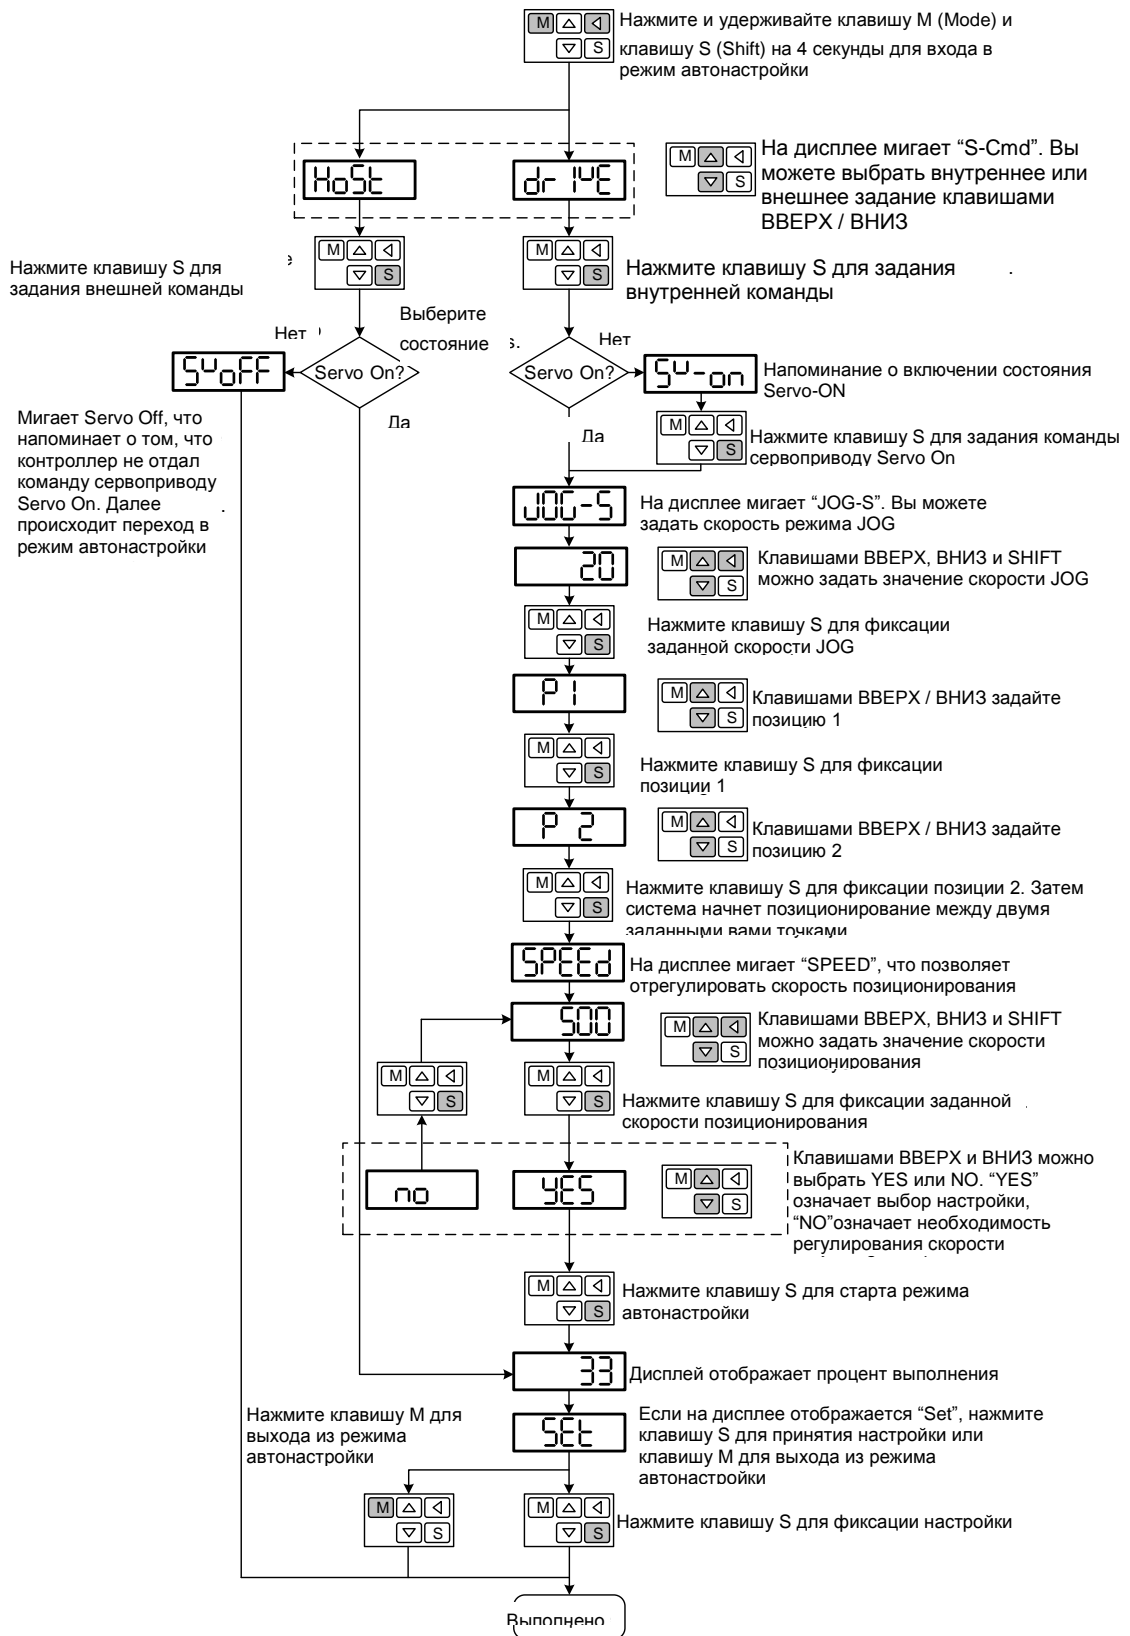 M
S
Нажмите и удерживайте клавишу M (Mode) и
клавишу S (Shift) на 4 секунды для входа в
режим автонастройки
HoSt
drIvE
M
S
На дисплее мигает “S-Cmd”. Вы
можете выбрать внутреннее или
внешнее задание клавишами
ВВЕРХ / ВНИЗ
Нажмите клавишу S для
задания внешней команды
M
S
M
S
Нажмите клавишу S для задания
внутренней команды
Выберите
состояние
Нет
Нет
SvoFF
Servo On?
Servo On?
Sv-on
Напоминание о включении состояния
Servo-ON
Да
Да
Мигает Servo Off, что
напоминает о том, что
контроллер не отдал
команду сервоприводу
Servo On. Далее
происходит переход в
режим автонастройки
M
S
Нажмите клавишу S для задания команды
сервоприводу Servo On
JOG-S
На дисплее мигает “JOG-S”. Вы можете
задать скорость режима JOG
20
M
S
Клавишами ВВЕРХ, ВНИЗ и SHIFT
можно задать значение скорости JOG
M
S
Нажмите клавишу S для фиксации
заданной скорости JOG
P1
M
S
Клавишами ВВЕРХ / ВНИЗ задайте
позицию 1
M
S
Нажмите клавишу S для фиксации
позиции 1
P 2
M
S
Клавишами ВВЕРХ / ВНИЗ задайте
позицию 2
M
S
Нажмите клавишу S для фиксации позиции 2. Затем
система начнет позиционирование между двумя
заданными вами точками
SPEEd
На дисплее мигает “SPEED”, что позволяет
отрегулировать скорость позиционирования
500
M
S
Клавишами ВВЕРХ, ВНИЗ и SHIFT
можно задать значение скорости
позиционирования
M
S
M
S
Нажмите клавишу S для фиксации заданной
скорости позиционирования
no
YES
M
S
Клавишами ВВЕРХ и ВНИЗ можно
выбрать YES или NO. “YES”
означает выбор настройки,
“NO”означает необходимость
регулирования скорости
M
S
Нажмите клавишу S для старта режима
автонастройки
33
Дисплей отображает процент выполнения
Нажмите клавишу M для
выхода из режима
автонастройки
SEt
Если на дисплее отображается “Set”, нажмите
клавишу S для принятия настройки или
клавишу M для выхода из режима
автонастройки
M
S
M
S
Нажмите клавишу S для фиксации настройки
Выполнено